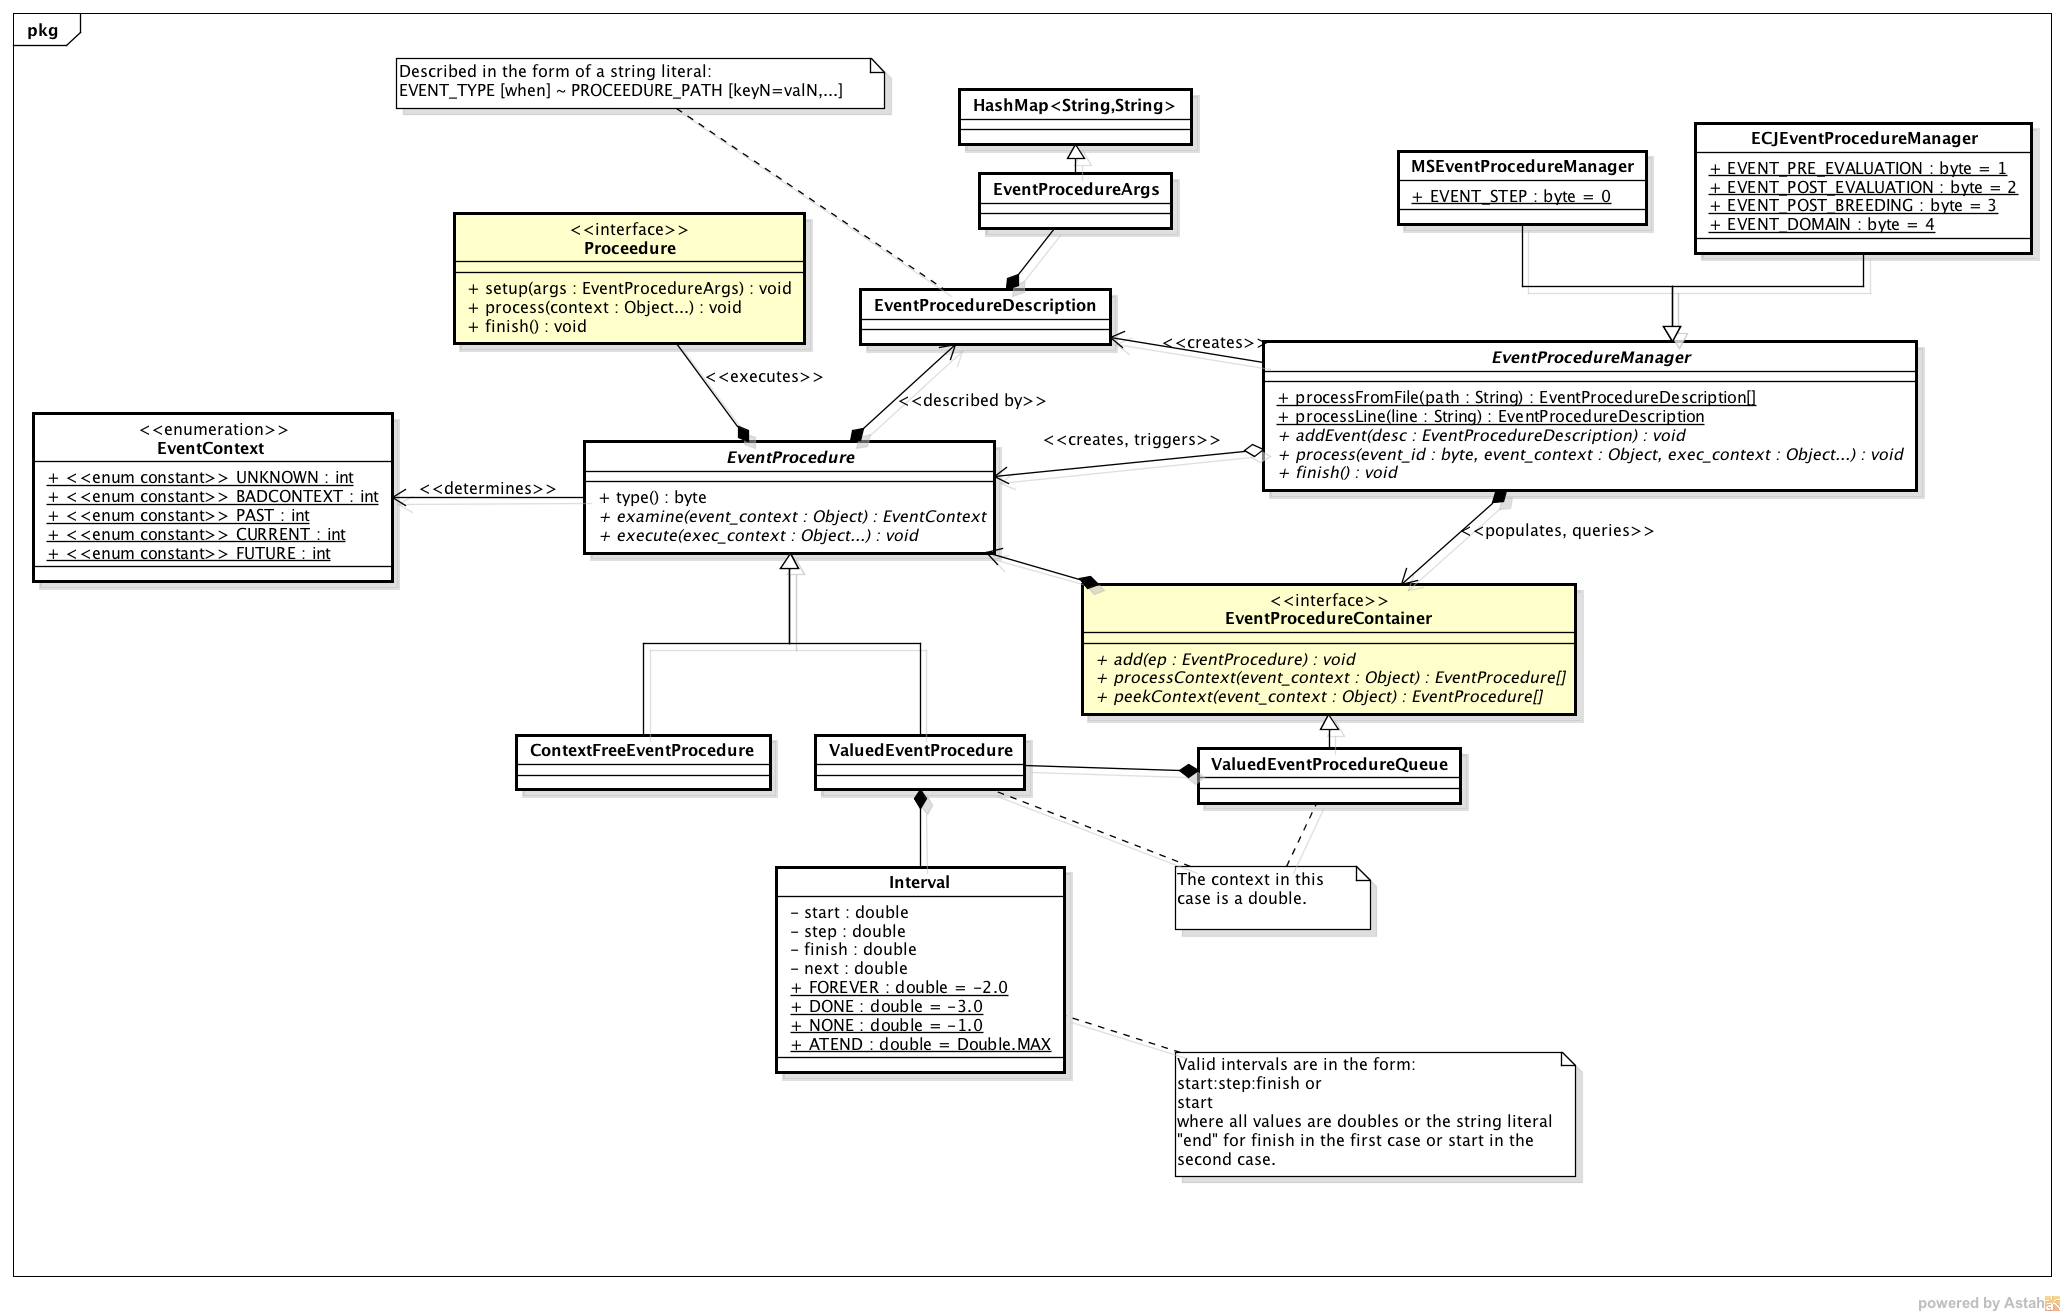 pkg
Described in the form of a string literal:
EVENT_TYPE [when] ~ PROCEEDURE_PATH [keyN=valN,...]
HashMap<String,String>
EventProcedureArgs
MSEventProcedureManager
+ EVENT_STEP : byte = 0
ECJEventProcedureManager
+ EVENT_PRE_EVALUATION : byte = 1
+ EVENT_POST_EVALUATION : byte = 2
+ EVENT_POST_BREEDING : byte = 3
+ EVENT_DOMAIN : byte = 4
<<interface>>
Proceedure
+ setup(args : EventProcedureArgs) : void
+ process(context : Object...) : void
+ finish() : void
EventProcedureDescription
<<creates>>
<<executes>>
<<described by>>
EventProcedureManager
+ processFromFile(path : String) : EventProcedureDescription[]
+ processLine(line : String) : EventProcedureDescription
+ addEvent(desc : EventProcedureDescription) : void
+ process(event_id : byte, event_context : Object, exec_context : Object...) : void
+ finish() : void
<<enumeration>>
EventContext
+ <<enum constant>> UNKNOWN : int
+ <<enum constant>> BADCONTEXT : int
+ <<enum constant>> PAST : int
+ <<enum constant>> CURRENT : int
+ <<enum constant>> FUTURE : int
<<determines>>
EventProcedure
+ type() : byte
+ examine(event_context : Object) : EventContext
+ execute(exec_context : Object...) : void
<<creates, triggers>>
<<populates, queries>>
<<interface>>
EventProcedureContainer
+ add(ep : EventProcedure) : void
+ processContext(event_context : Object) : EventProcedure[]
+ peekContext(event_context : Object) : EventProcedure[]
ContextFreeEventProcedure
ValuedEventProcedure
ValuedEventProcedureQueue
The context in this
case is a double.
Interval
- start : double
- step : double
- finish : double
- next : double
+ FOREVER : double = -2.0
+ DONE : double = -3.0
+ NONE : double = -1.0
+ ATEND : double = Double.MAX
Valid intervals are in the form:
start:step:finish or
start
where all values are doubles or the string literal
"end" for finish in the first case or start in the
second case.
powered by Astah